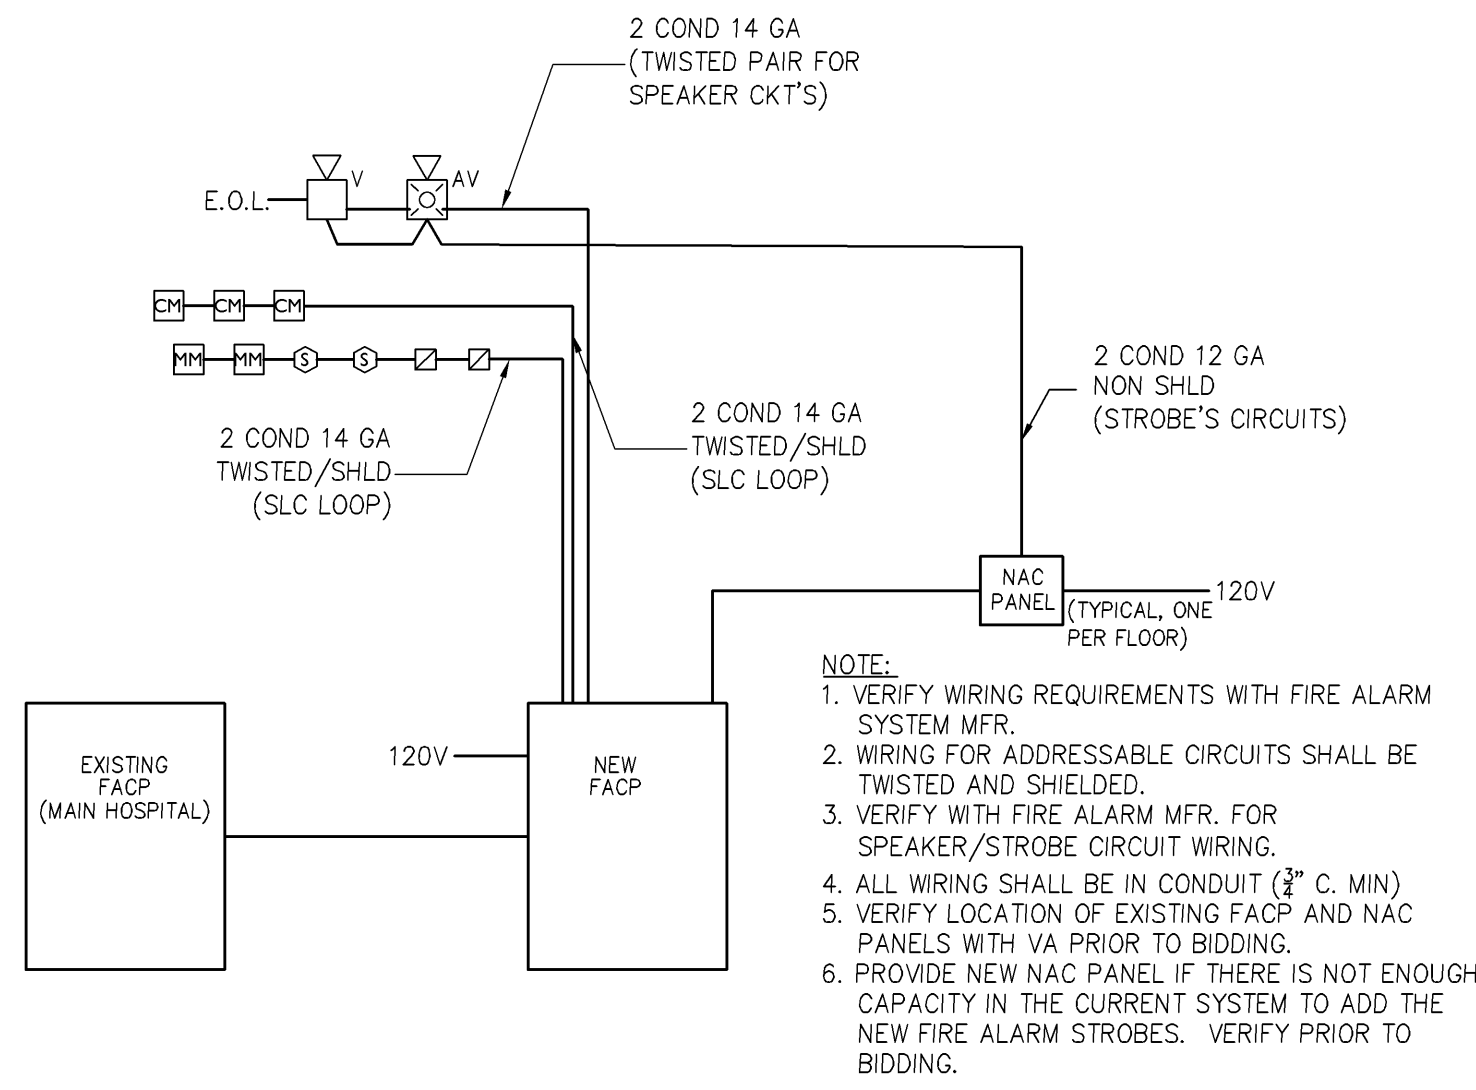 2 COND 14 GA
(TWISTED PAIR FOR
SPEAKER CKT'S)
V
AV
E.O.L.
CM
CM
CM
MM
MM
S
S
2 COND 14 GA
TWISTED/SHLD
(SLC LOOP)
2 COND 14 GA
TWISTED/SHLD
(SLC LOOP)
2 COND 12 GA
NON SHLD
(STROBE'S CIRCUITS)
NAC
PANEL
120V
(TYPICAL, ONE
PER FLOOR)
EXISTING
FACP
(MAIN HOSPITAL)
120V
NEW
FACP
NOTE:
1. VERIFY WIRING REQUIREMENTS WITH FIRE ALARM
SYSTEM MFR.
2. WIRING FOR ADDRESSABLE CIRCUITS SHALL BE
TWISTED AND SHIELDED.
3. VERIFY WITH FIRE ALARM MFR. FOR
SPEAKER/STROBE CIRCUIT WIRING.
4. ALL WIRING SHALL BE IN CONDUIT (¾" C. MIN)
5. VERIFY LOCATION OF EXISTING FACP AND NAC
PANELS WITH VA PRIOR TO BIDDING.
6. PROVIDE NEW NAC PANEL IF THERE IS NOT ENOUGH
CAPACITY IN THE CURRENT SYSTEM TO ADD THE
NEW FIRE ALARM STROBES. VERIFY PRIOR TO
BIDDING.